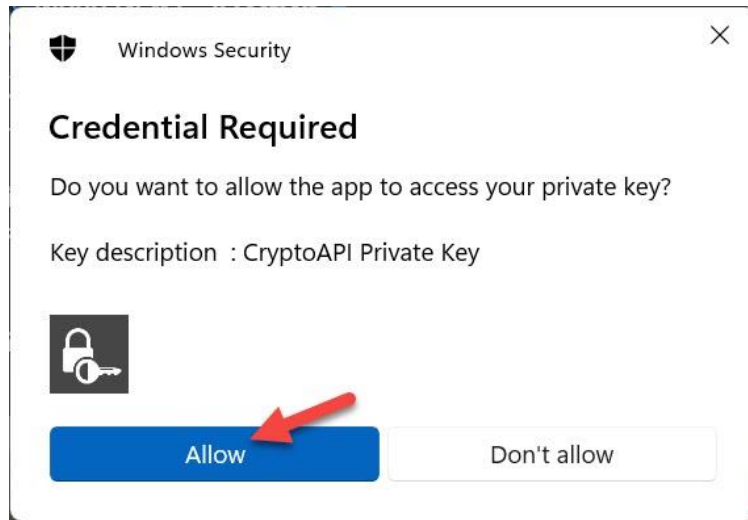 Windows Security
Credential Required
Do you want to allow the app to access your private key?
Key description : CryptoAPI Private Key
Allow
Don't allow